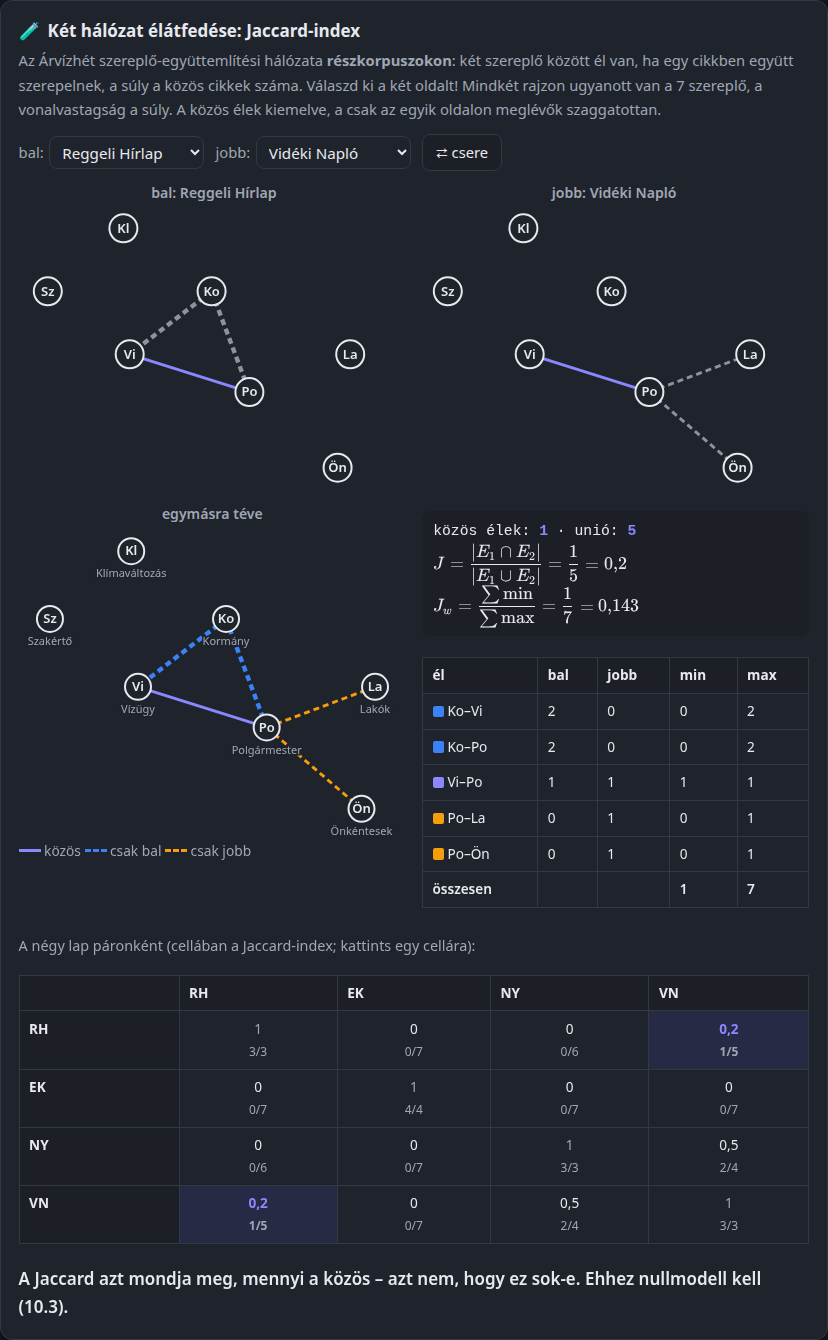 🧪 Két hálózat élátfedése: Jaccard-index
Az Árvízhét szereplő-együttemlítési hálózata részkorpuszokon: két szereplő között él van, ha egy cikkben együtt
szerepelnek, a súly a közös cikkek száma. Válaszd ki a két oldalt! Mindkét rajzon ugyanott van a 7 szereplő, a
vonalvastagság a súly. A közös élek kiemelve, a csak az egyik oldalon meglévők szaggatottan.
bal: Reggeli Hírlap jobb: Vidéki Napló ⇄ csere
bal: Reggeli Hírlap
Kl
Sz
Ko
Vi
La
Po
Ön
jobb: Vidéki Napló
Kl
Sz
Ko
Vi
La
Po
Ön
egymásra téve
Kl
Klímaváltozás
Sz
Szakértő
Ko
Kormány
Vi
Vízügy
La
Lakók
Po
Polgármester
Ön
Önkéntesek
közös csak bal csak jobb
közös élek: 1 · unió: 5
J = |E₁ ∩ E₂| / |E₁ ∪ E₂| = 1/5 = 0,2
J_w = ∑ min / ∑ max = 1/7 = 0,143
él bal jobb min max
Ko–Vi 2 0 0 2
Ko–Po 2 0 0 2
Vi–Po 1 1 1 1
Po–La 0 1 0 1
Po–Ön 0 1 0 1
összesen 1 7
A négy lap páronként (cellában a Jaccard-index; kattints egy cellára):
RH EK NY VN
RH 1 0 0 0,2
3/3 0/7 0/6 1/5
EK 0 1 0 0
0/7 4/4 0/7 0/7
NY 0 0 1 0,5
0/6 0/7 3/3 2/4
VN 0,2 0 0,5 1
1/5 0/7 2/4 3/3
A Jaccard azt mondja meg, mennyi a közös – azt nem, hogy ez sok-e. Ehhez nullmodell kell
(10.3).